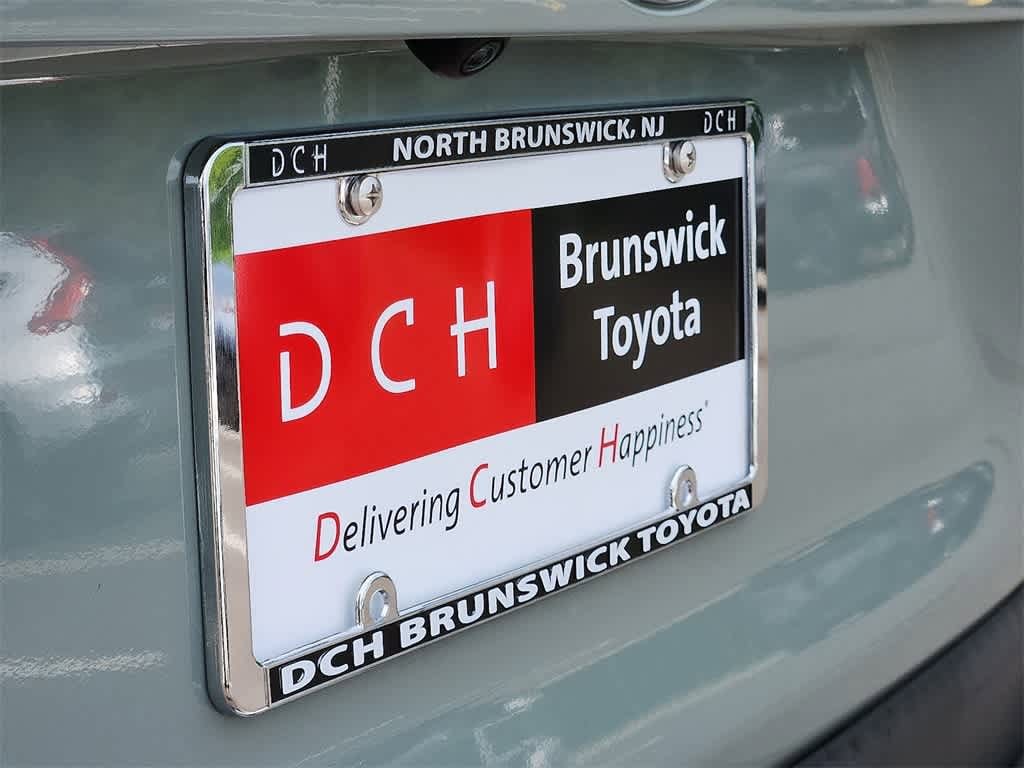 DCH NORTH BRUNSWICK, NJ DCH
DCH
Brunswick
Toyota
Delivering Customer Happiness®
DCH BRUNSWICK TOYOTA